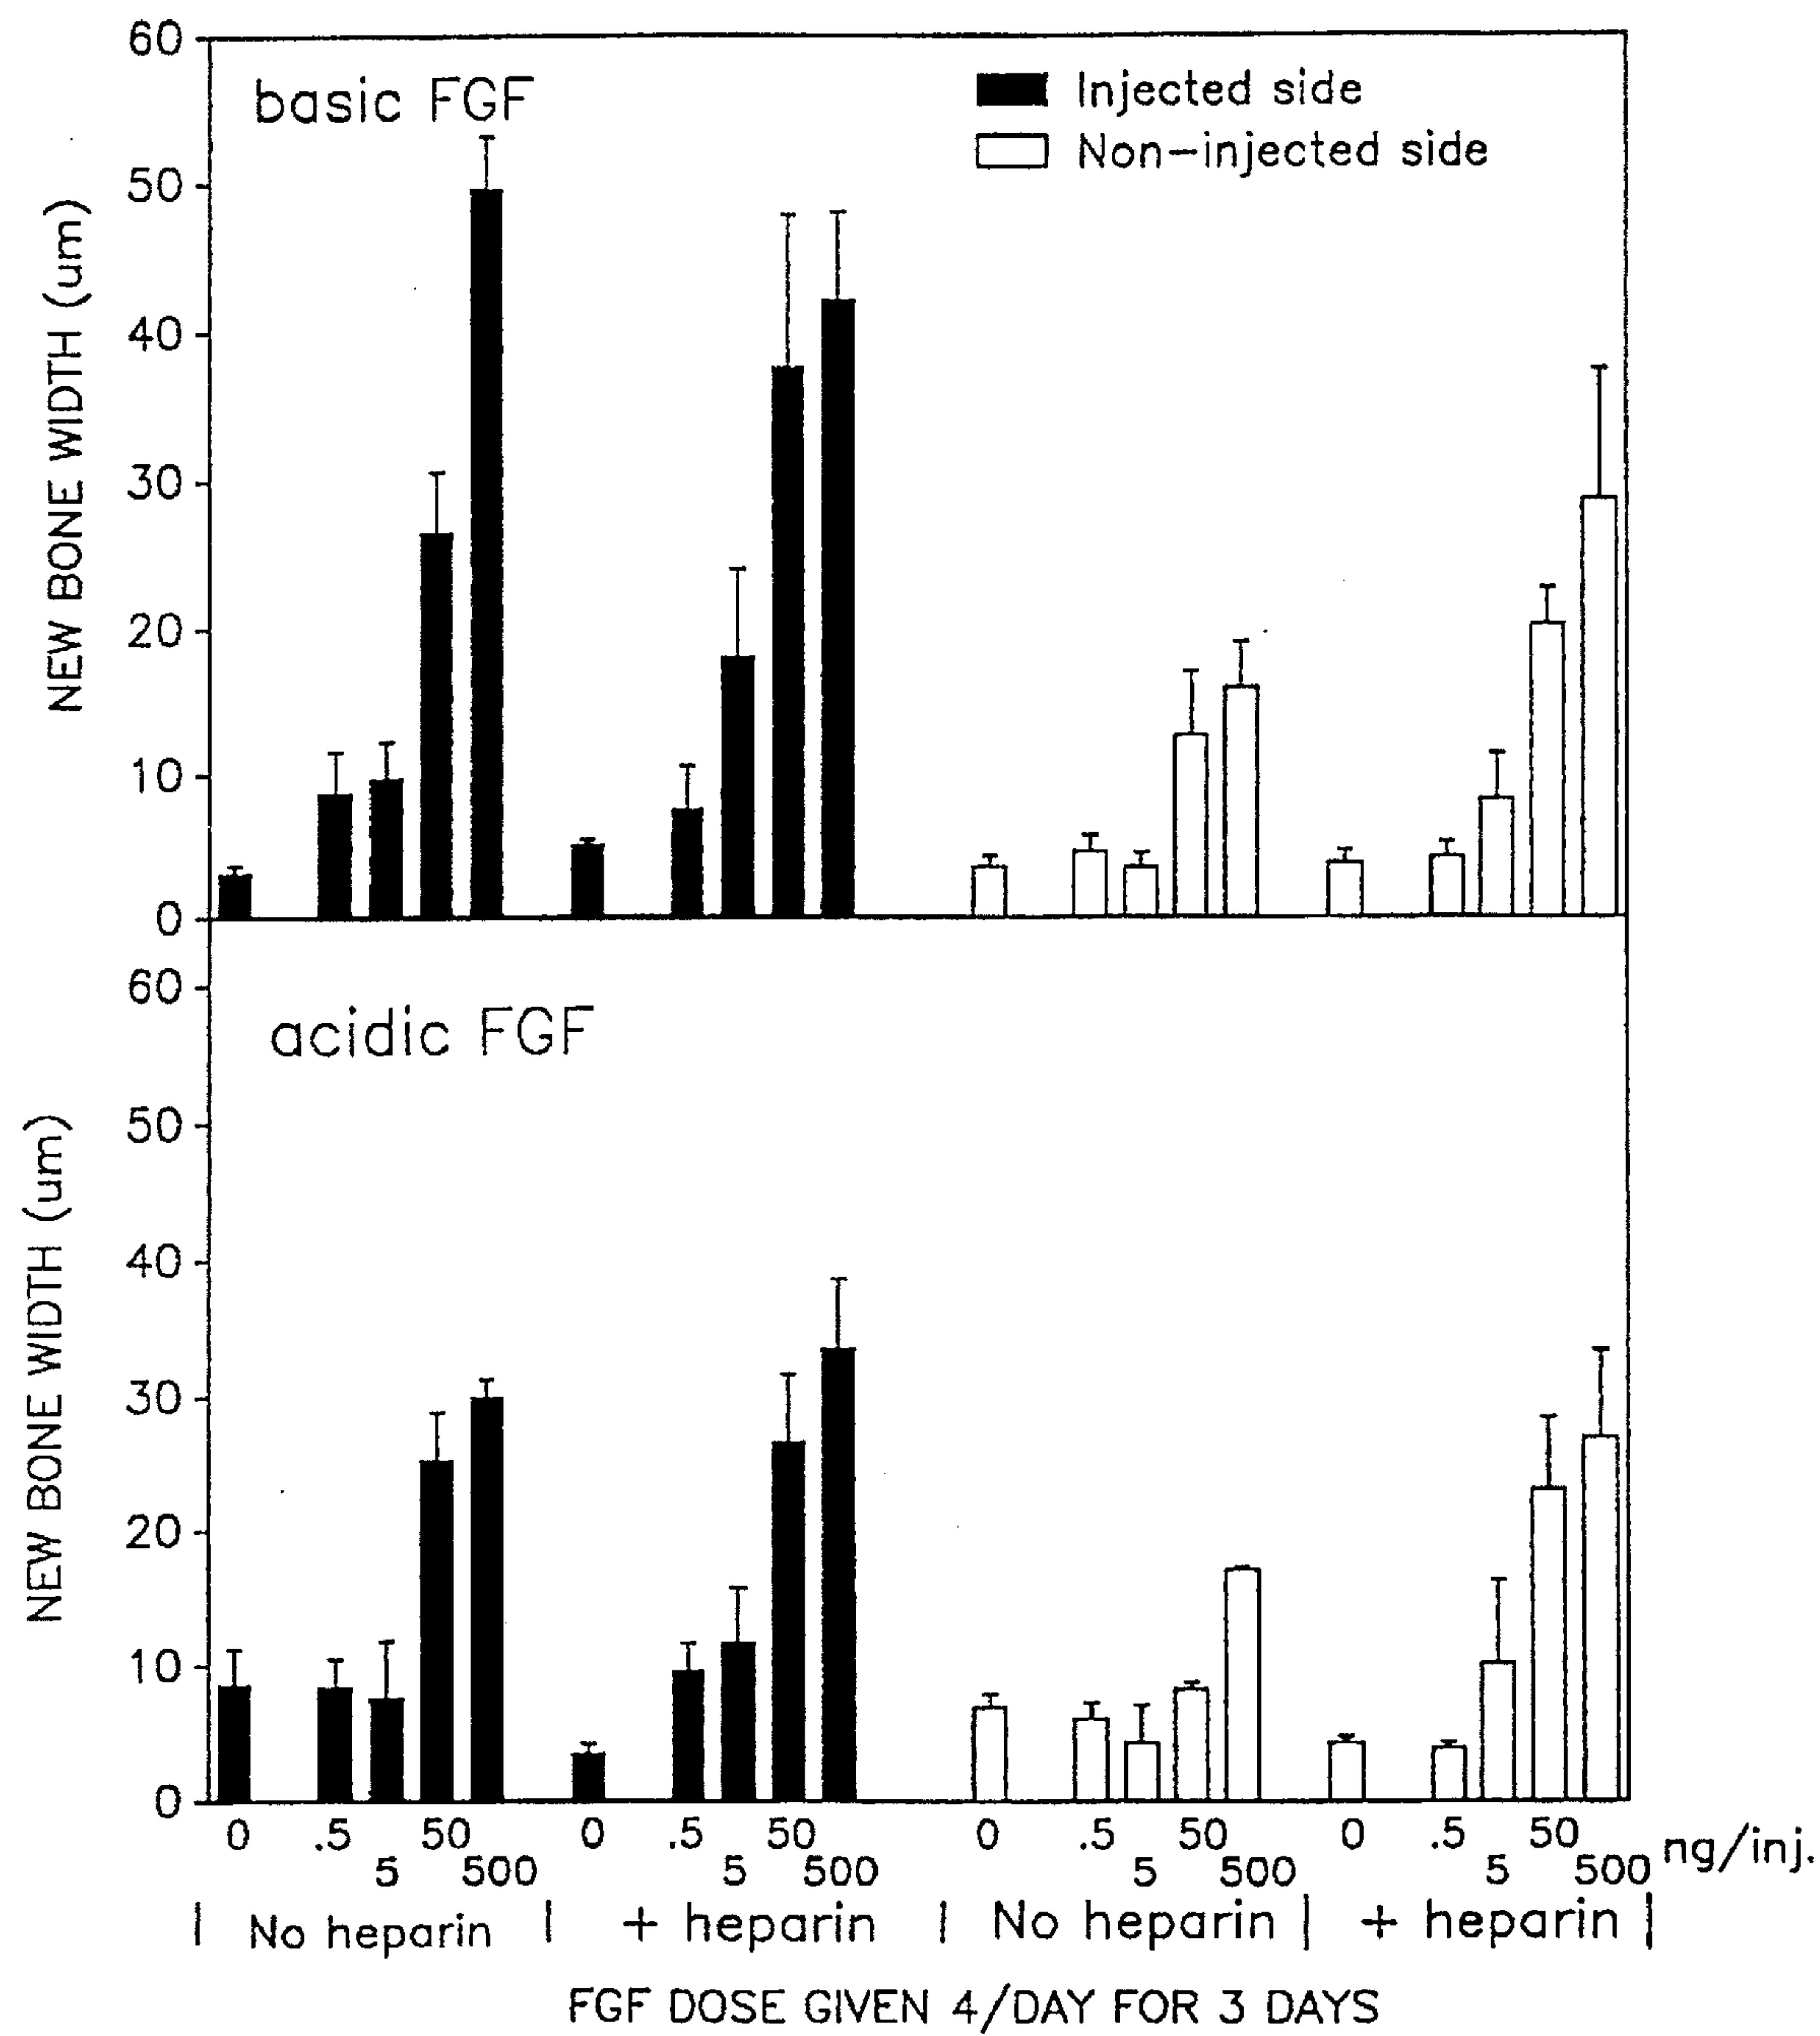 60
basic FGF
Injected side
Non-injected side
50
40
30
20
10
0
NEW BONE WIDTH (um)
60
acidic FGF
50
40
30
20
10
0
NEW BONE WIDTH (um)
0 .5 50 0 .5 50 0 .5 50 0 .5 50 ng/inj.
5 500 5 500 5 500 5 500
| No heparin | + heparin | No heparin | + heparin |
FGF DOSE GIVEN 4/DAY FOR 3 DAYS